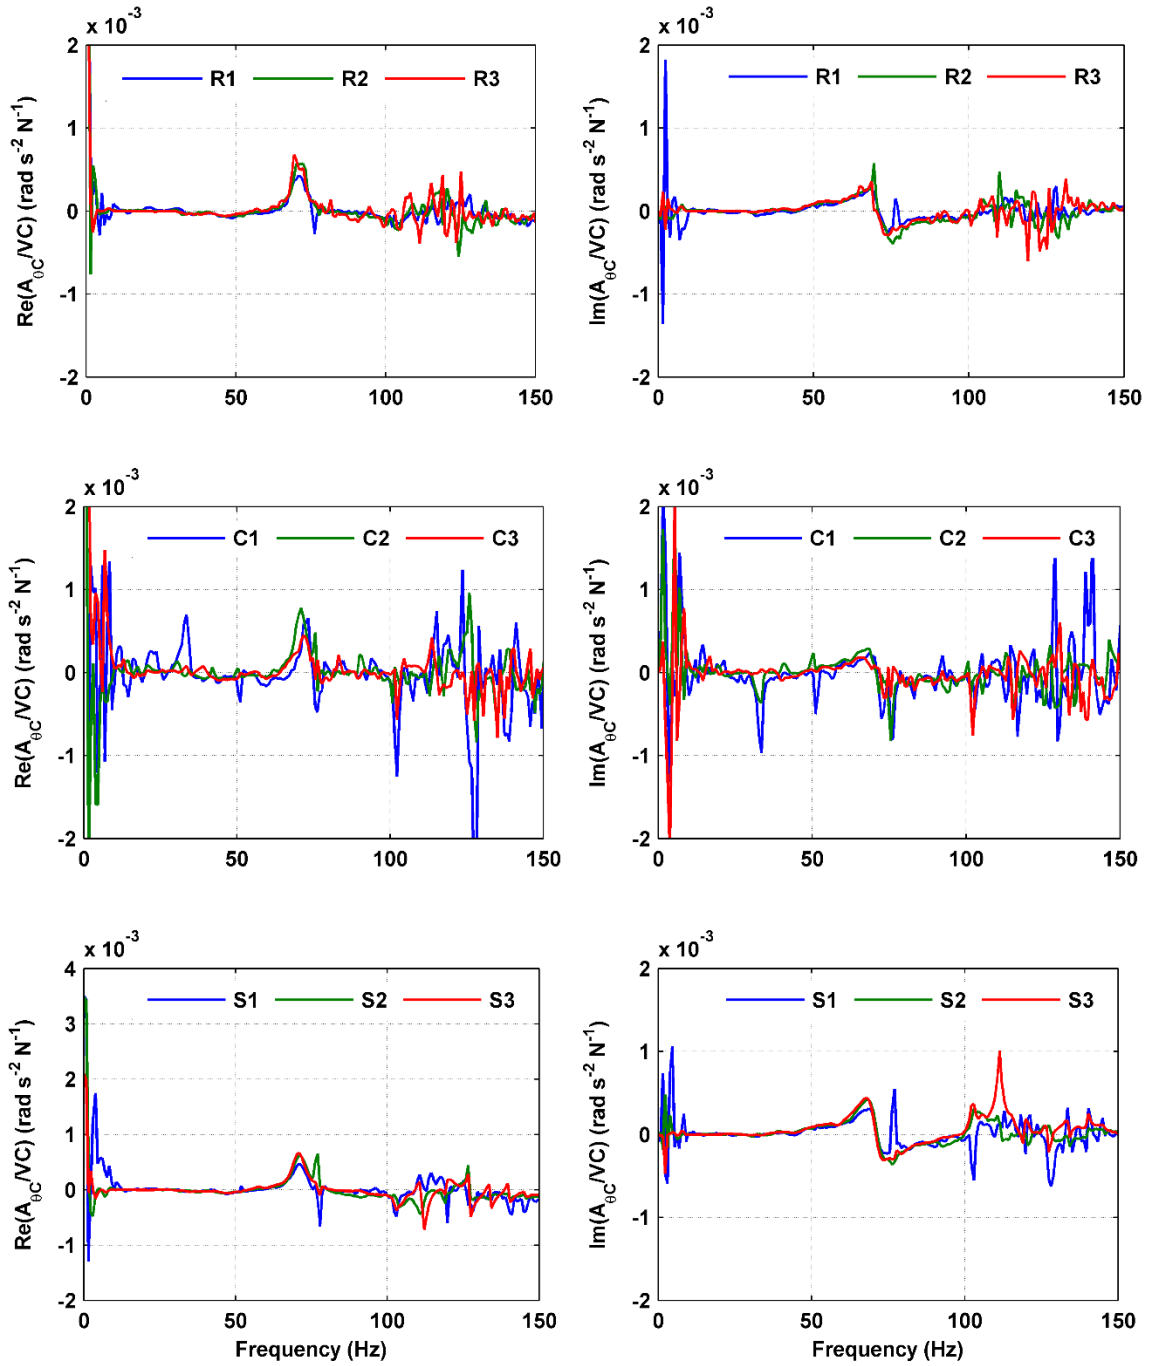 x 10-3
2
1
0
-1
-2
0 50 100 150
Re(AθC/VC) (rad s-2 N-1)
R1 R2 R3
x 10-3
2
1
0
-1
-2
0 50 100 150
Im(AθC/VC) (rad s-2 N-1)
R1 R2 R3
x 10-3
2
1
0
-1
-2
0 50 100 150
Re(AθC/VC) (rad s-2 N-1)
C1 C2 C3
x 10-3
2
1
0
-1
-2
0 50 100 150
Im(AθC/VC) (rad s-2 N-1)
C1 C2 C3
x 10-3
4
3
2
1
0
-1
-2
0 50 100 150
Re(AθC/VC) (rad s-2 N-1)
S1 S2 S3
Frequency (Hz)
x 10-3
2
1
0
-1
-2
0 50 100 150
Im(AθC/VC) (rad s-2 N-1)
S1 S2 S3
Frequency (Hz)